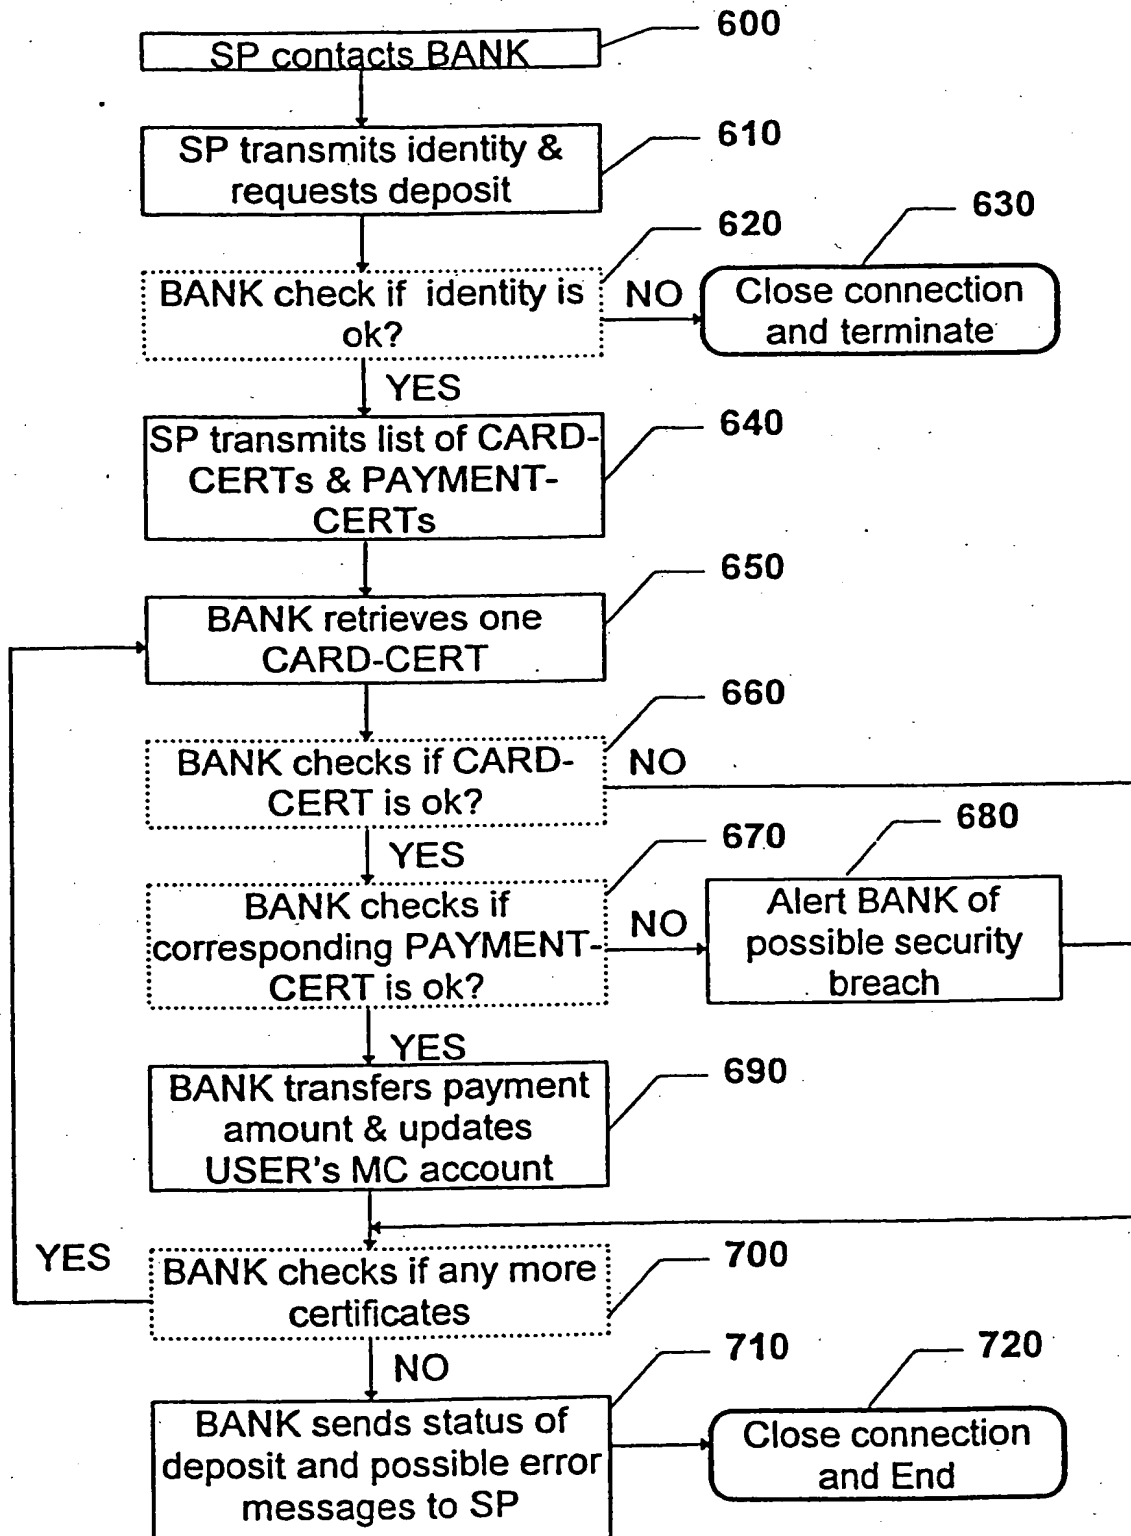 600
SP contacts BANK
610
SP transmits identity &
requests deposit
620
630
BANK check if identity is
ok?
NO
Close connection
and terminate
YES
640
SP transmits list of CARD-
CERTs & PAYMENT-
CERTs
650
BANK retrieves one
CARD-CERT
660
BANK checks if CARD-
CERT is ok?
NO
670
680
YES
BANK checks if
corresponding PAYMENT-
CERT is ok?
NO
Alert BANK of
possible security
breach
YES
690
BANK transfers payment
amount & updates
USER's MC account
YES
700
BANK checks if any more
certificates
NO
710
720
BANK sends status of
deposit and possible error
messages to SP
Close connection
and End